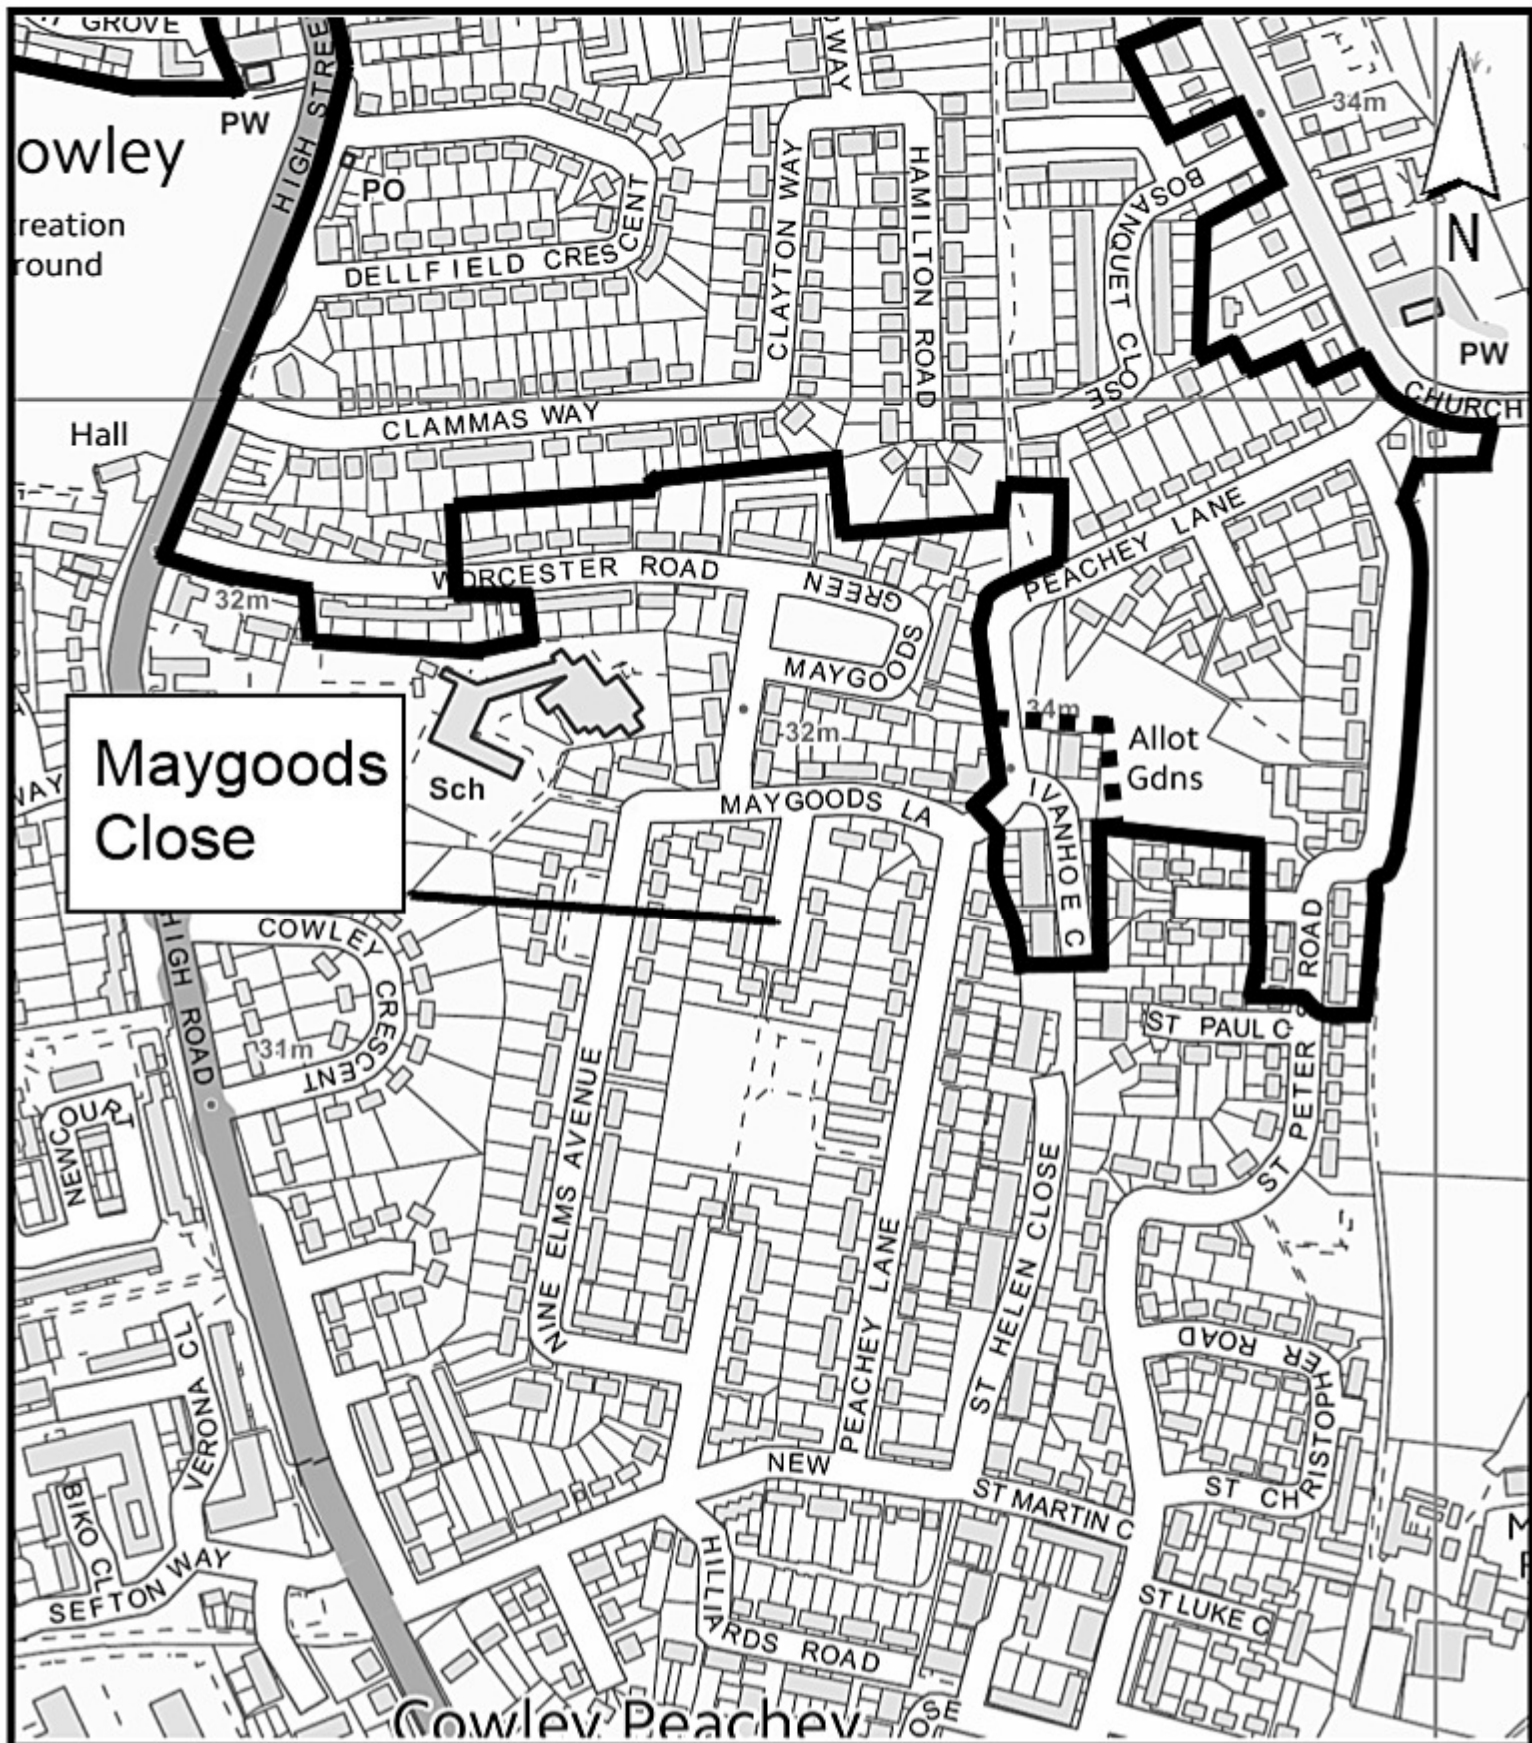 GROVE
HIGH STREE
WAY
PW
34m
owley
PO
reation
round
DELLFIELD CRESCENT
CLAYTON WAY
HAMILTON ROAD
BOSANQUET CLOSE
N
PW
CHURCH
CLAMMAS WAY
Hall
PEACHEY LANE
WORCESTER ROAD
32m
MAYGOODS
GREEN
34m
Allot
Gdns
32m
Sch
Maygoods
Close
WAY
MAYGOODS LA
IVANHOE C
HIGH ROAD
COWLEY CRESCENT
31m
ROAD
ST PAUL C
ST PETER S
NEWCOURT
NINE ELMS AVENUE
PEACHEY LANE
ST HELEN CLOSE
VERONA CL
BIKO CL
SEFTON WAY
NEW
ST MARTIN C
ST CHRISTOPHER ROAD
ST LUKE C
HILLIARDS ROAD
Cowley Peachey
OSE